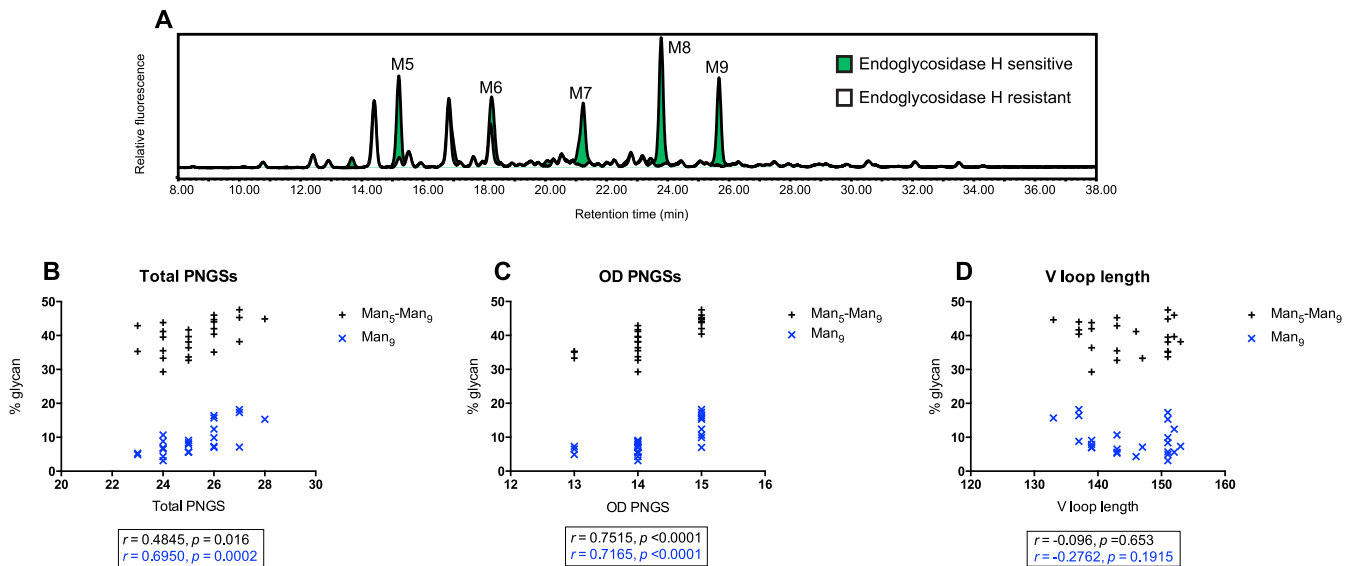 A
Relative fluorescence
M5
M6
M7
M8
M9
Endoglycosidase H sensitive
Endoglycosidase H resistant
8.00 10.00 12.00 14.00 16.00 18.00 20.00 22.00 24.00 26.00 28.00 30.00 32.00 34.00 36.00 38.00
Retention time (min)
B
Total PNGSs
% glycan
50
40
30
20
10
0
20 22 24 26 28 30
Total PNGS
Man5-Man9
Man9
r = 0.4845, p = 0.016
r = 0.6950, p = 0.0002
C
OD PNGSs
% glycan
50
40
30
20
10
0
12 13 14 15 16
OD PNGS
Man5-Man9
Man9
r = 0.7515, p <0.0001
r = 0.7165, p <0.0001
D
V loop length
% glycan
50
40
30
20
10
0
120 130 140 150 160
V loop length
Man5-Man9
Man9
r = -0.096, p =0.653
r = -0.2762, p = 0.1915